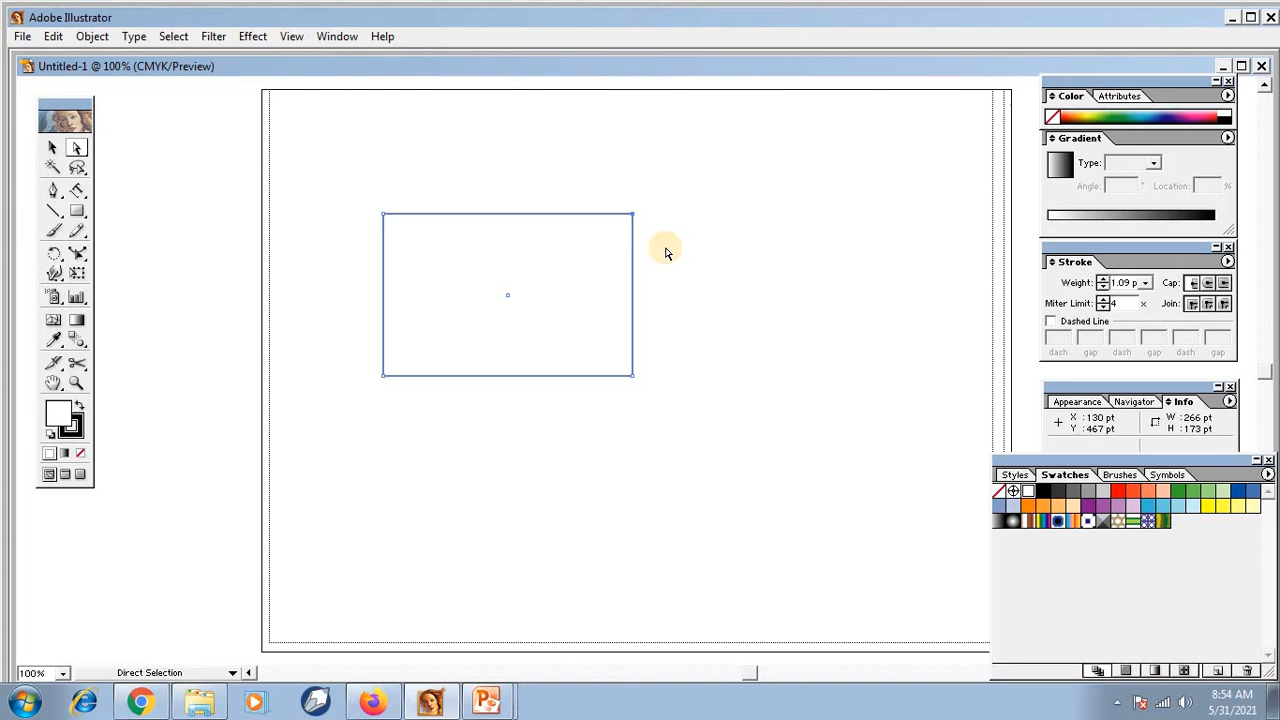 Adobe Illustrator
File Edit Object Type Select Filter Effect View Window Help
Untitled-1 @ 100% (CMYK/Preview)
Color Attributes
Gradient
Type:
Angle: ° Location: %
Stroke
Weight: 1.09 p Cap:
Miter Limit: 4 x Join:
Dashed Line
dash gap dash gap dash gap
Appearance Navigator Info
X :130 pt W :266 pt
Y :467 pt H :173 pt
Styles Swatches Brushes Symbols
100% Direct Selection
8:54 AM
5/31/2021